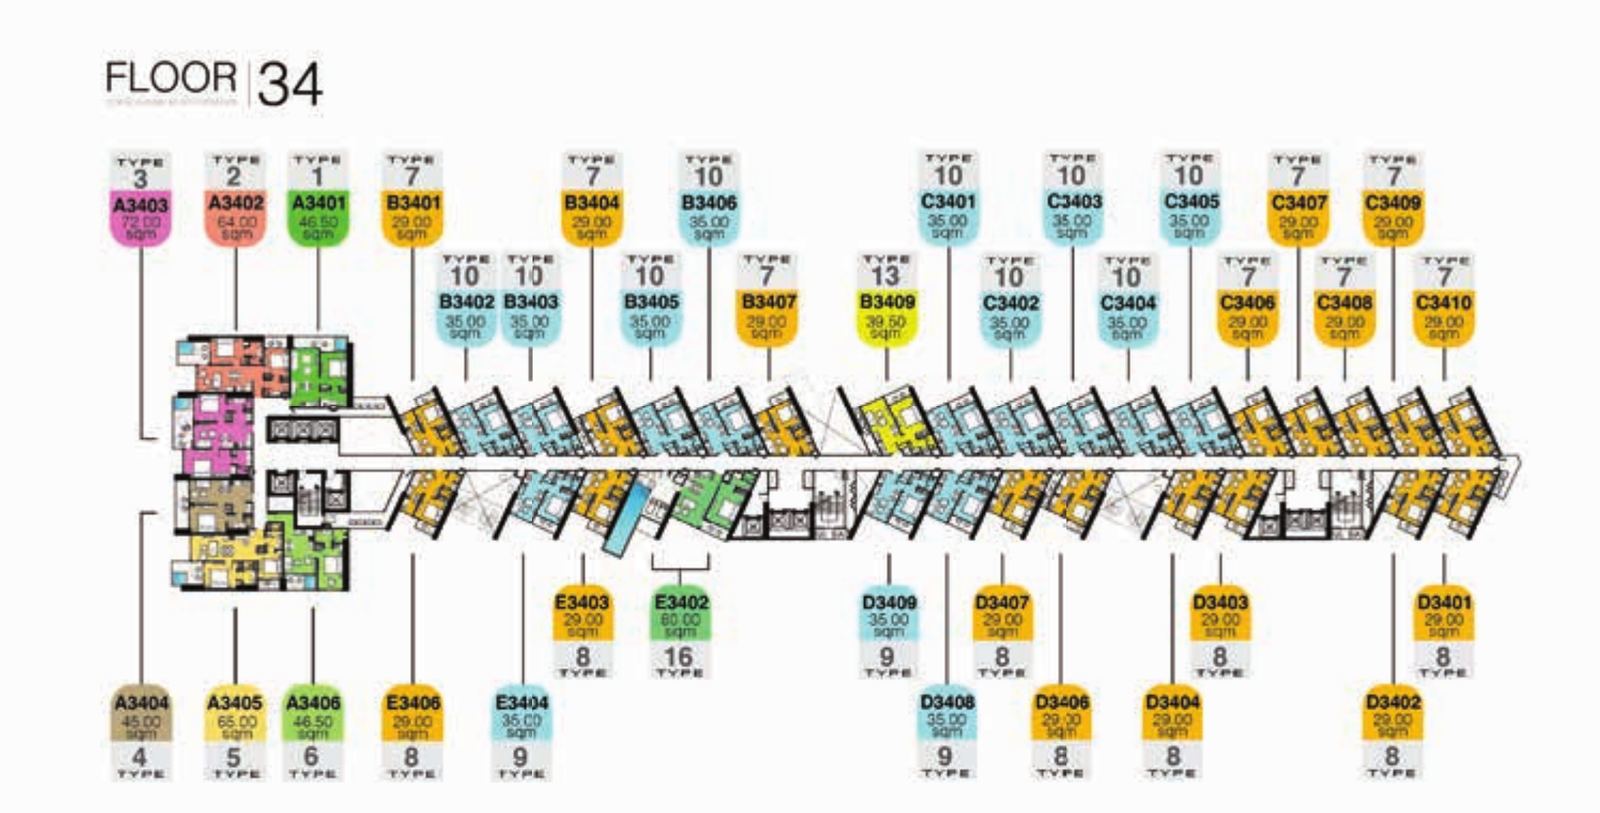 FLOOR 34
TYPE
3
A3403
72.00
sqm
TYPE
2
A3402
64.00
sqm
TYPE
1
A3401
46.50
sqm
TYPE
7
B3401
29.00
sqm
TYPE
7
B3404
29.00
sqm
TYPE
10
B3406
35.00
sqm
TYPE
10
C3401
35.00
sqm
TYPE
10
C3403
35.00
sqm
TYPE
10
C3405
35.00
sqm
TYPE
7
C3407
29.00
sqm
TYPE
7
C3409
29.00
sqm
TYPE
10
B3402
35.00
sqm
TYPE
10
B3403
35.00
sqm
TYPE
10
B3405
35.00
sqm
TYPE
7
B3407
29.00
sqm
TYPE
13
B3409
39.50
sqm
TYPE
10
C3402
35.00
sqm
TYPE
10
C3404
35.00
sqm
TYPE
7
C3406
29.00
sqm
TYPE
7
C3408
29.00
sqm
TYPE
7
C3410
29.00
sqm
E3403
29.00
sqm
8
TYPE
E3402
60.00
sqm
16
TYPE
D3409
35.00
sqm
9
TYPE
D3407
29.00
sqm
8
TYPE
D3403
29.00
sqm
8
TYPE
D3401
29.00
sqm
8
TYPE
A3404
45.00
sqm
4
TYPE
A3405
65.00
sqm
5
TYPE
A3406
46.50
sqm
6
TYPE
E3406
29.00
sqm
8
TYPE
E3404
35.00
sqm
9
TYPE
D3408
35.00
sqm
9
TYPE
D3406
29.00
sqm
8
TYPE
D3404
29.00
sqm
8
TYPE
D3402
29.00
sqm
8
TYPE